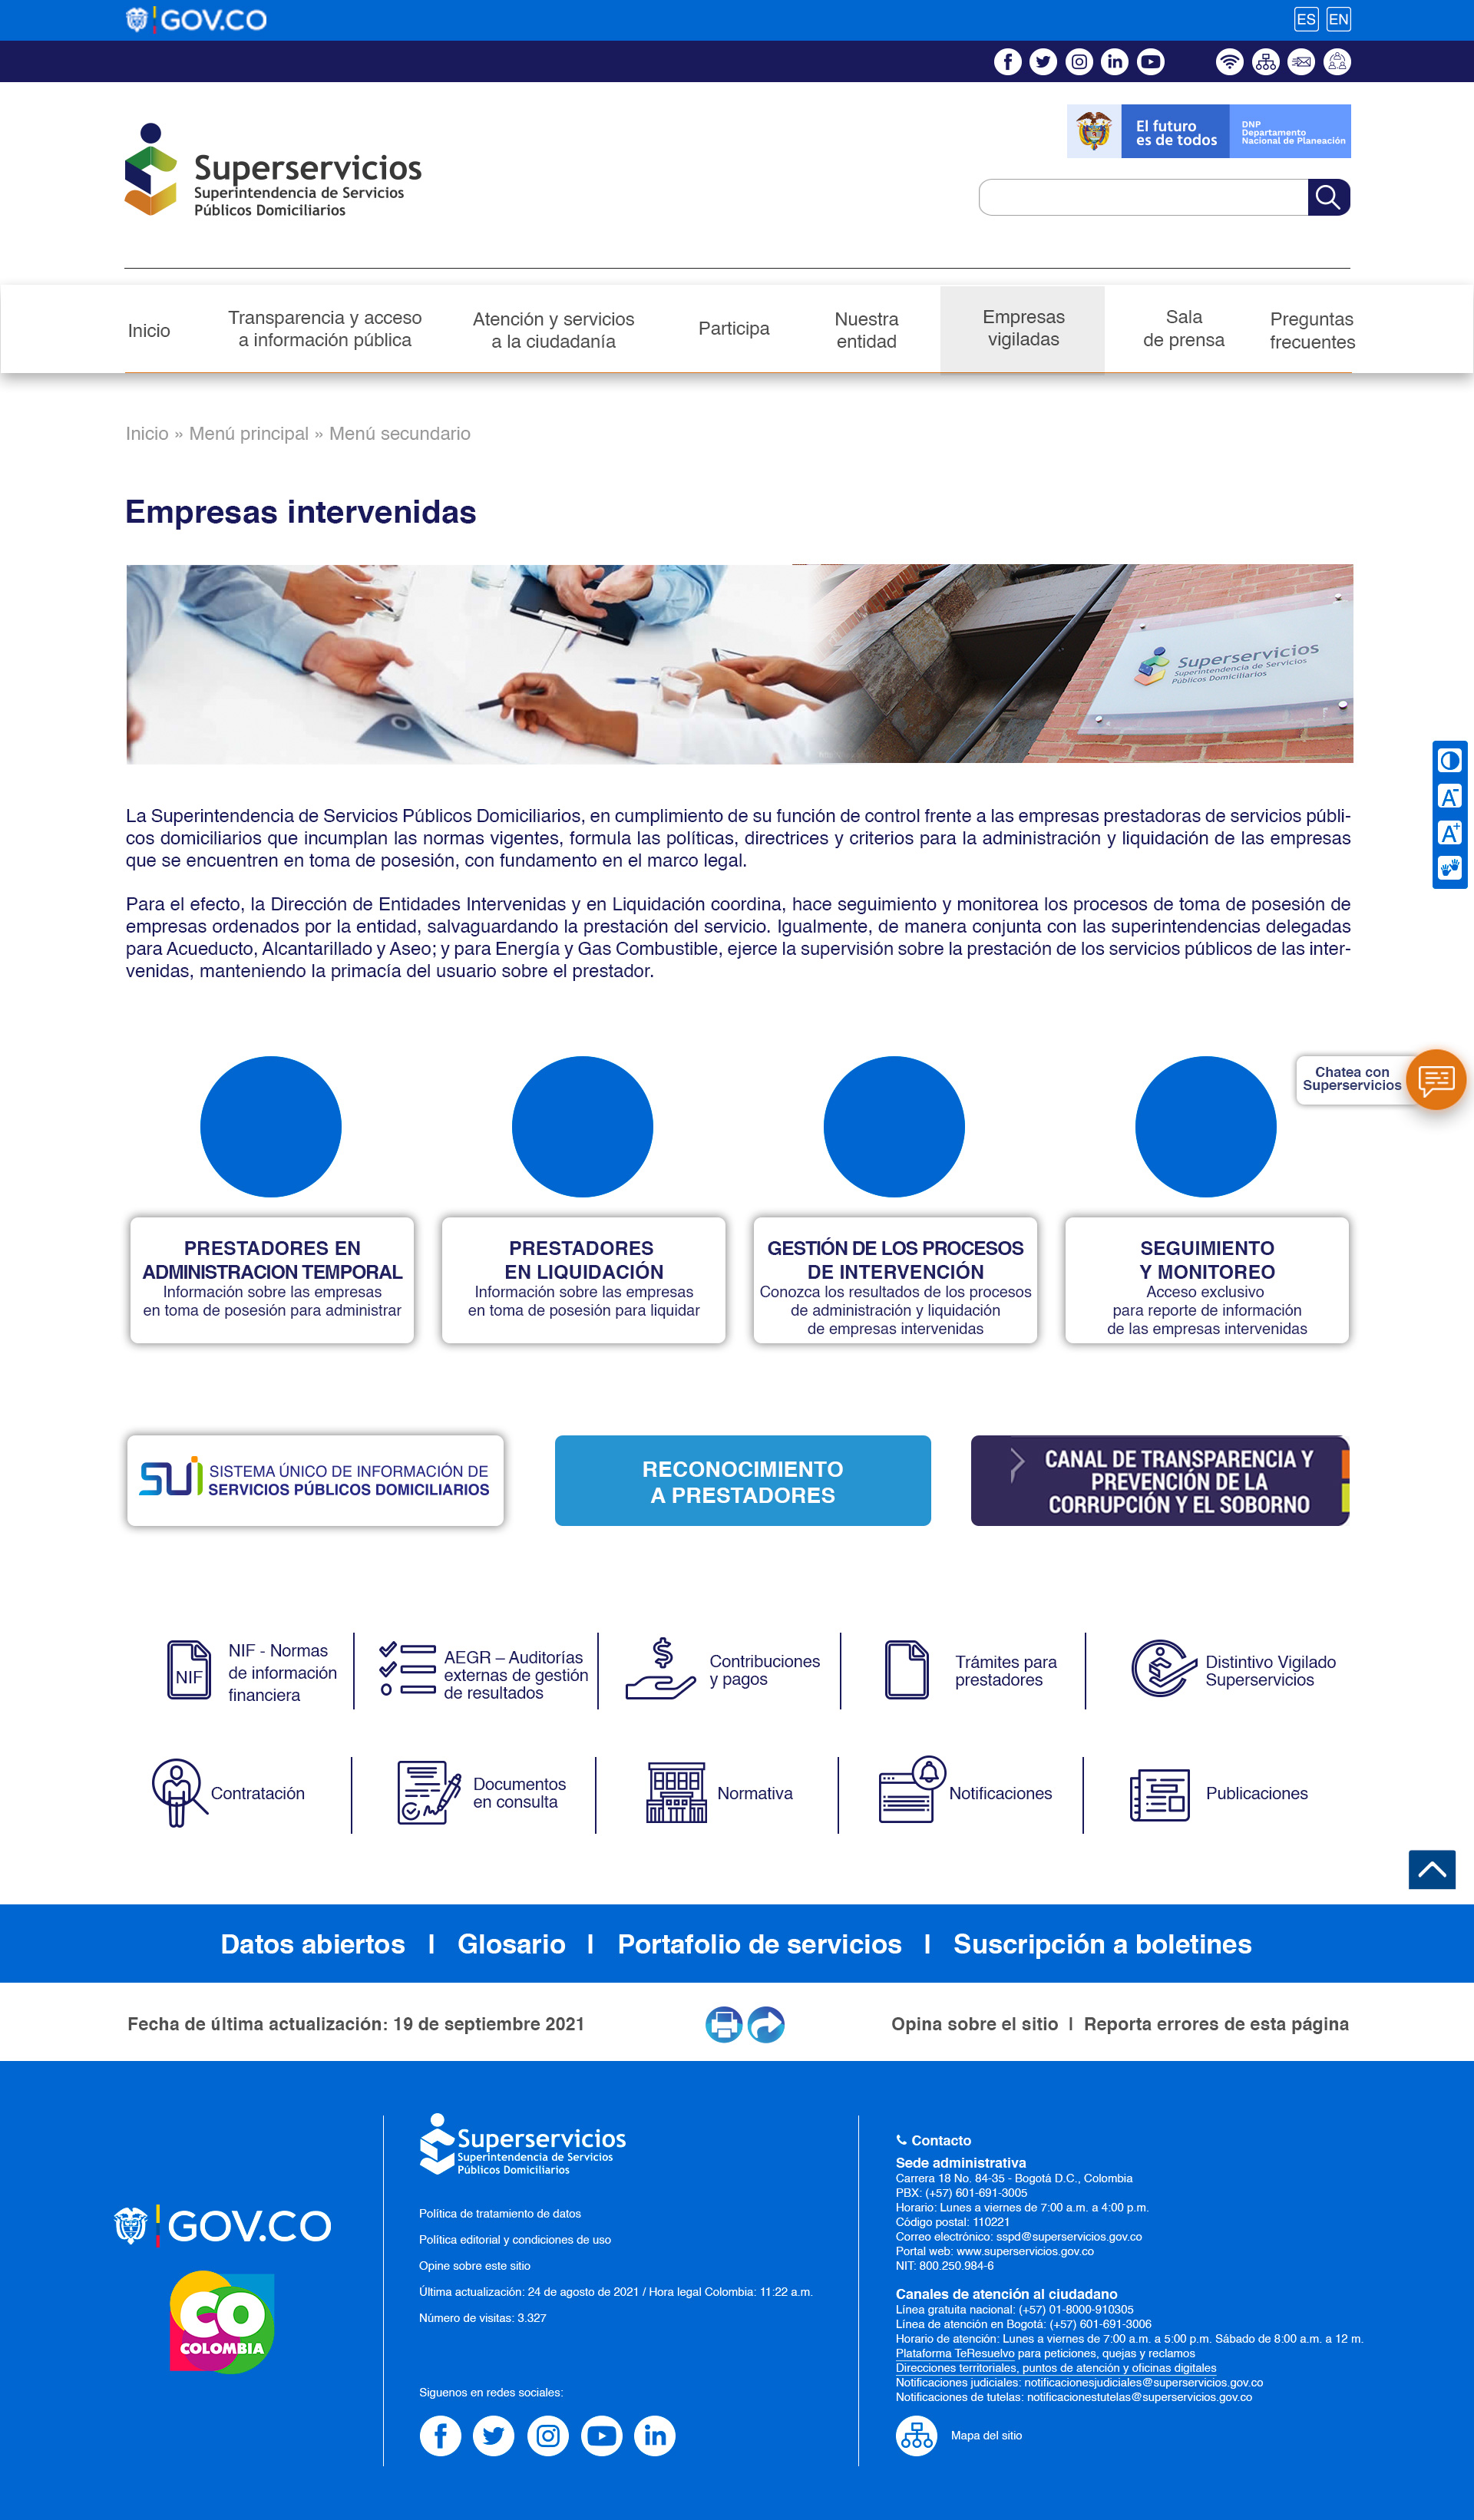 GOV.CO
ES EN
Superservicios
Superintendencia de Servicios
Públicos Domiciliarios
El futuro
es de todos
DNP
Departamento
Nacional de Planeación
Inicio
Transparencia y acceso
a información pública
Atención y servicios
a la ciudadanía
Participa
Nuestra
entidad
Empresas
vigiladas
Sala
de prensa
Preguntas
frecuentes
Inicio » Menú principal » Menú secundario
Empresas intervenidas
Superservicios
Superintendencia de Servicios
Públicos Domiciliarios
A-
A+
La Superintendencia de Servicios Públicos Domiciliarios, en cumplimiento de su función de control frente a las empresas prestadoras de servicios públi-
cos domiciliarios que incumplan las normas vigentes, formula las políticas, directrices y criterios para la administración y liquidación de las empresas
que se encuentren en toma de posesión, con fundamento en el marco legal.
Para el efecto, la Dirección de Entidades Intervenidas y en Liquidación coordina, hace seguimiento y monitorea los procesos de toma de posesión de
empresas ordenados por la entidad, salvaguardando la prestación del servicio. Igualmente, de manera conjunta con las superintendencias delegadas
para Acueducto, Alcantarillado y Aseo; y para Energía y Gas Combustible, ejerce la supervisión sobre la prestación de los servicios públicos de las inter-
venidas, manteniendo la primacía del usuario sobre el prestador.
Chatea con
Superservicios
PRESTADORES EN
ADMINISTRACION TEMPORAL
Información sobre las empresas
en toma de posesión para administrar
PRESTADORES
EN LIQUIDACIÓN
Información sobre las empresas
en toma de posesión para liquidar
GESTIÓN DE LOS PROCESOS
DE INTERVENCIÓN
Conozca los resultados de los procesos
de administración y liquidación
de empresas intervenidas
SEGUIMIENTO
Y MONITOREO
Acceso exclusivo
para reporte de información
de las empresas intervenidas
SUI
SISTEMA ÚNICO DE INFORMACIÓN DE
SERVICIOS PÚBLICOS DOMICILIARIOS
RECONOCIMIENTO
A PRESTADORES
CANAL DE TRANSPARENCIA Y
PREVENCIÓN DE LA
CORRUPCIÓN Y EL SOBORNO
NIF
NIF - Normas
de información
financiera
AEGR – Auditorías
externas de gestión
de resultados
Contribuciones
y pagos
Trámites para
prestadores
Distintivo Vigilado
Superservicios
Contratación
Documentos
en consulta
Normativa
Notificaciones
Publicaciones
Datos abiertos I Glosario I Portafolio de servicios I Suscripción a boletines
Fecha de última actualización: 19 de septiembre 2021
Opina sobre el sitio I Reporta errores de esta página
GOV.CO
CO
COLOMBIA
Superservicios
Superintendencia de Servicios
Públicos Domiciliarios
Política de tratamiento de datos
Política editorial y condiciones de uso
Opine sobre este sitio
Última actualización: 24 de agosto de 2021 / Hora legal Colombia: 11:22 a.m.
Número de visitas: 3.327
Siguenos en redes sociales:
Contacto
Sede administrativa
Carrera 18 No. 84-35 - Bogotá D.C., Colombia
PBX: (+57) 601-691-3005
Horario: Lunes a viernes de 7:00 a.m. a 4:00 p.m.
Código postal: 110221
Correo electrónico: sspd@superservicios.gov.co
Portal web: www.superservicios.gov.co
NIT: 800.250.984-6
Canales de atención al ciudadano
Línea gratuita nacional: (+57) 01-8000-910305
Línea de atención en Bogotá: (+57) 601-691-3006
Horario de atención: Lunes a viernes de 7:00 a.m. a 5:00 p.m. Sábado de 8:00 a.m. a 12 m.
Plataforma TeResuelvo para peticiones, quejas y reclamos
Direcciones territoriales, puntos de atención y oficinas digitales
Notificaciones judiciales: notificacionesjudiciales@superservicios.gov.co
Notificaciones de tutelas: notificacionestutelas@superservicios.gov.co
Mapa del sitio